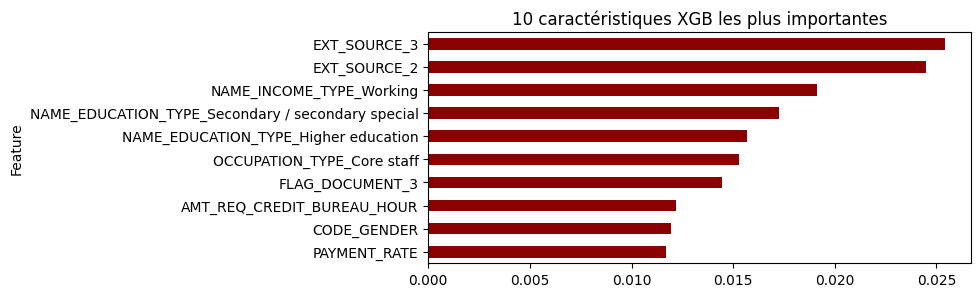 10 caractéristiques XGB les plus importantes
Feature
EXT_SOURCE_3
EXT_SOURCE_2
NAME_INCOME_TYPE_Working
NAME_EDUCATION_TYPE_Secondary / secondary special
NAME_EDUCATION_TYPE_Higher education
OCCUPATION_TYPE_Core staff
FLAG_DOCUMENT_3
AMT_REQ_CREDIT_BUREAU_HOUR
CODE_GENDER
PAYMENT_RATE
0.000 0.005 0.010 0.015 0.020 0.025